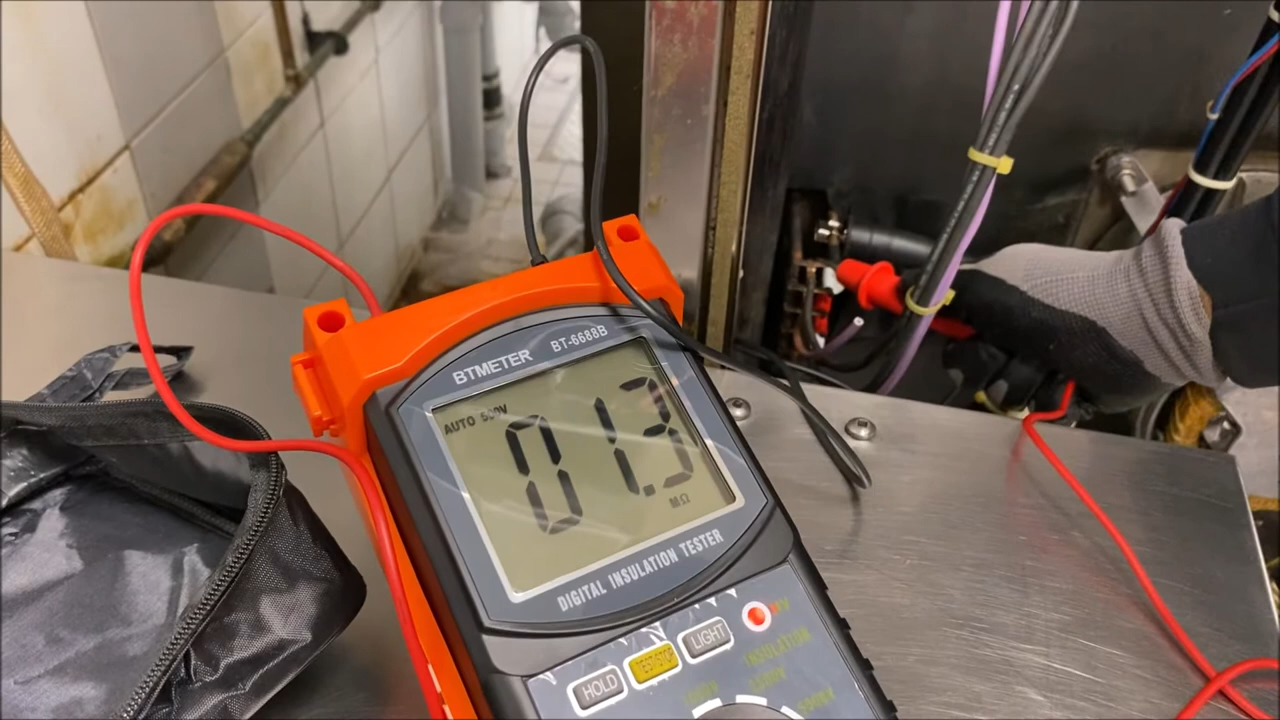 BTMETER BT-6688B
AUTO 500V
01.3
MΩ
DIGITAL INSULATION TESTER
HOLD
TEST/STOP
LIGHT
INSULATION